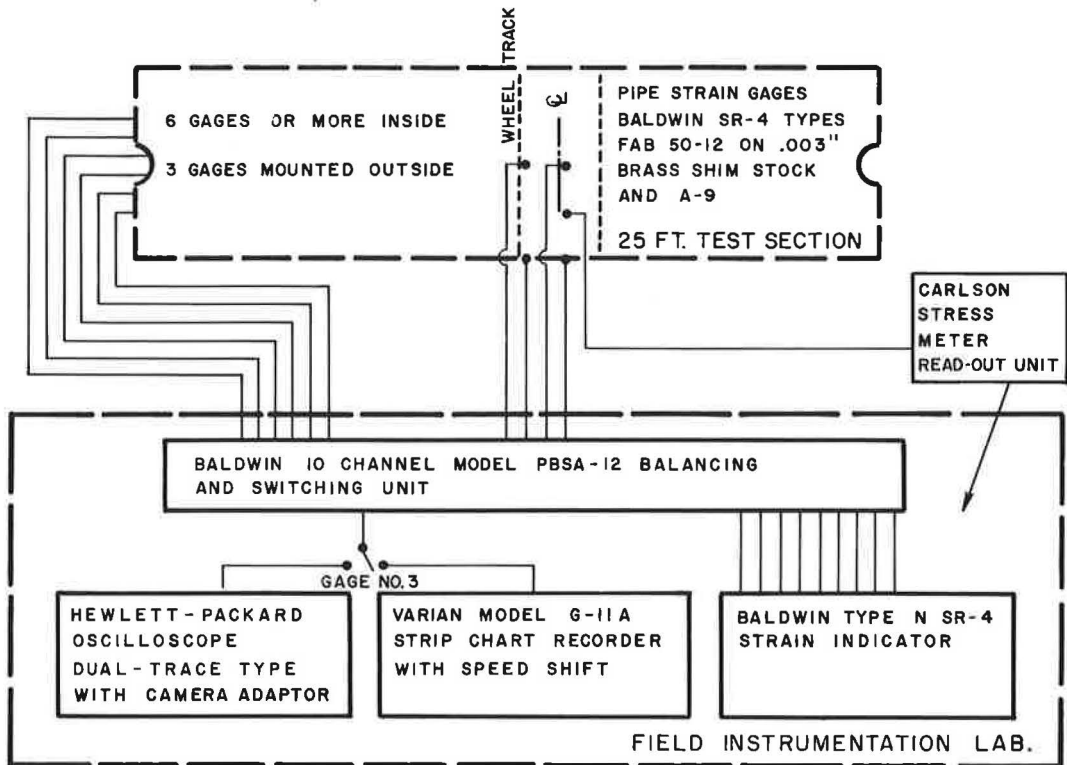 WHEEL TRACK
℄
6 GAGES OR MORE INSIDE
3 GAGES MOUNTED OUTSIDE
PIPE STRAIN GAGES
BALDWIN SR-4 TYPES
FAB 50-12 ON .003"
BRASS SHIM STOCK
AND A-9
25 FT. TEST SECTION
CARLSON
STRESS
METER
READ-OUT UNIT
BALDWIN 10 CHANNEL MODEL PBSA-12 BALANCING
AND SWITCHING UNIT
GAGE NO.3
HEWLETT-PACKARD
OSCILLOSCOPE
DUAL-TRACE TYPE
WITH CAMERA ADAPTOR
VARIAN MODEL G-11A
STRIP CHART RECORDER
WITH SPEED SHIFT
BALDWIN TYPE N SR-4
STRAIN INDICATOR
FIELD INSTRUMENTATION LAB.